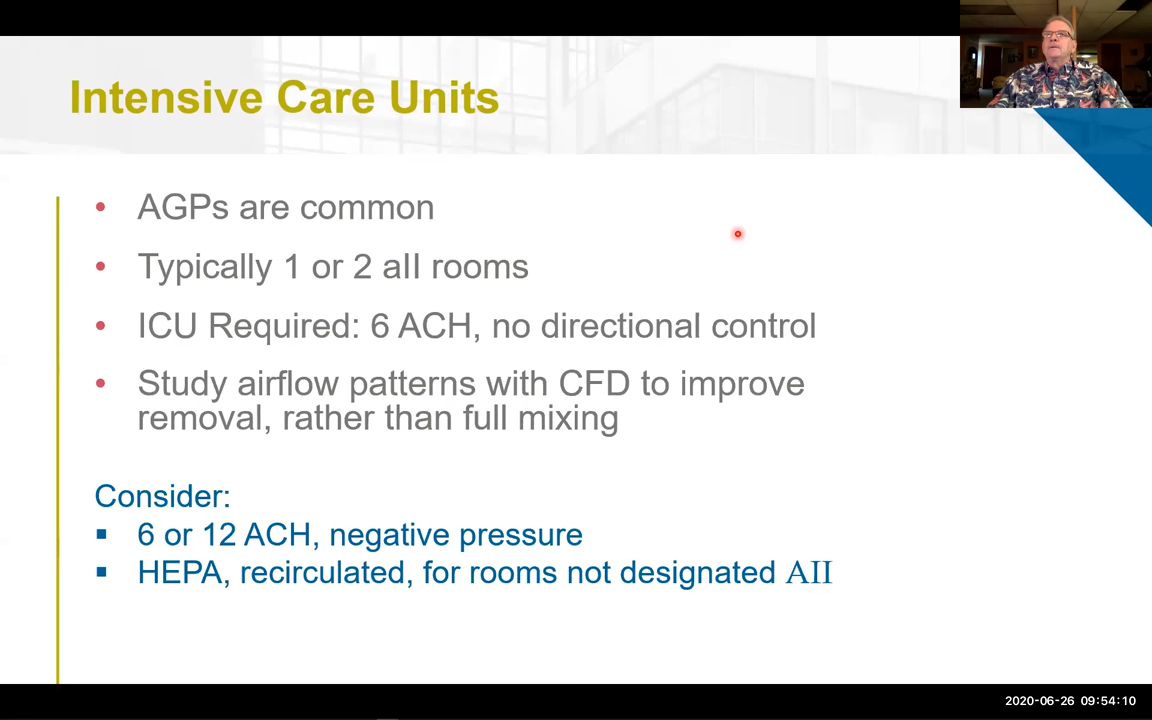 Intensive Care Units
• AGPs are common
• Typically 1 or 2 aII rooms
• ICU Required: 6 ACH, no directional control
• Study airflow patterns with CFD to improve
removal, rather than full mixing
Consider:
▪ 6 or 12 ACH, negative pressure
▪ HEPA, recirculated, for rooms not designated AII
2020-06-26 09:54:10